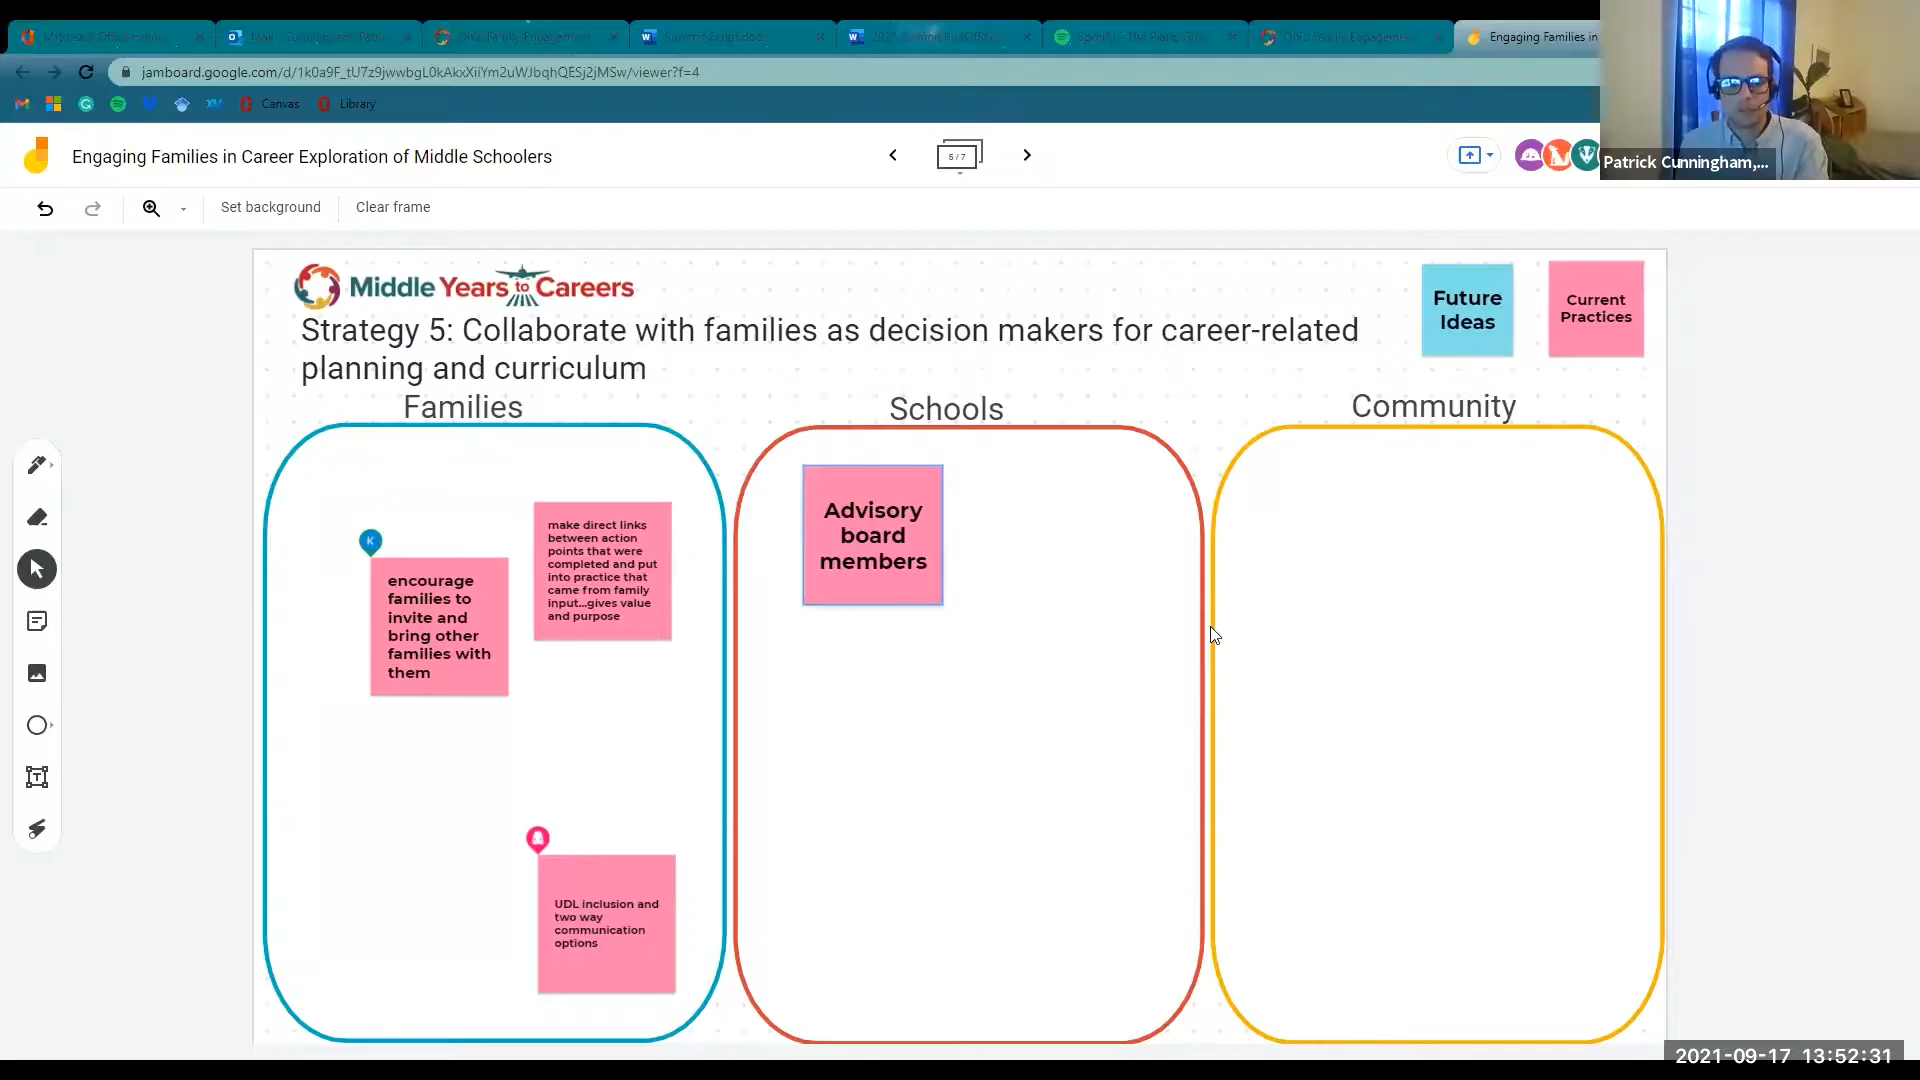 Engaging Families in
jamboard.google.com/d/1k0a9F_tU7z9jwwbgL0kAkxXiiYm2uWJbqhQESj2jMSw/viewer?f=4
Canvas
Library
Engaging Families in Career Exploration of Middle Schoolers
5 / 7
Patrick Cunningham,...
Set background
Clear frame
Middle Years to Careers
Future
Ideas
Current
Practices
Strategy 5: Collaborate with families as decision makers for career-related
planning and curriculum
Families
Schools
Community
K
encourage
families to
invite and
bring other
families with
them
make direct links
between action
points that were
completed and put
into practice that
came from family
input...gives value
and purpose
UDL inclusion and
two way
communication
options
Advisory
board
members
2021-09-17 13:52:31